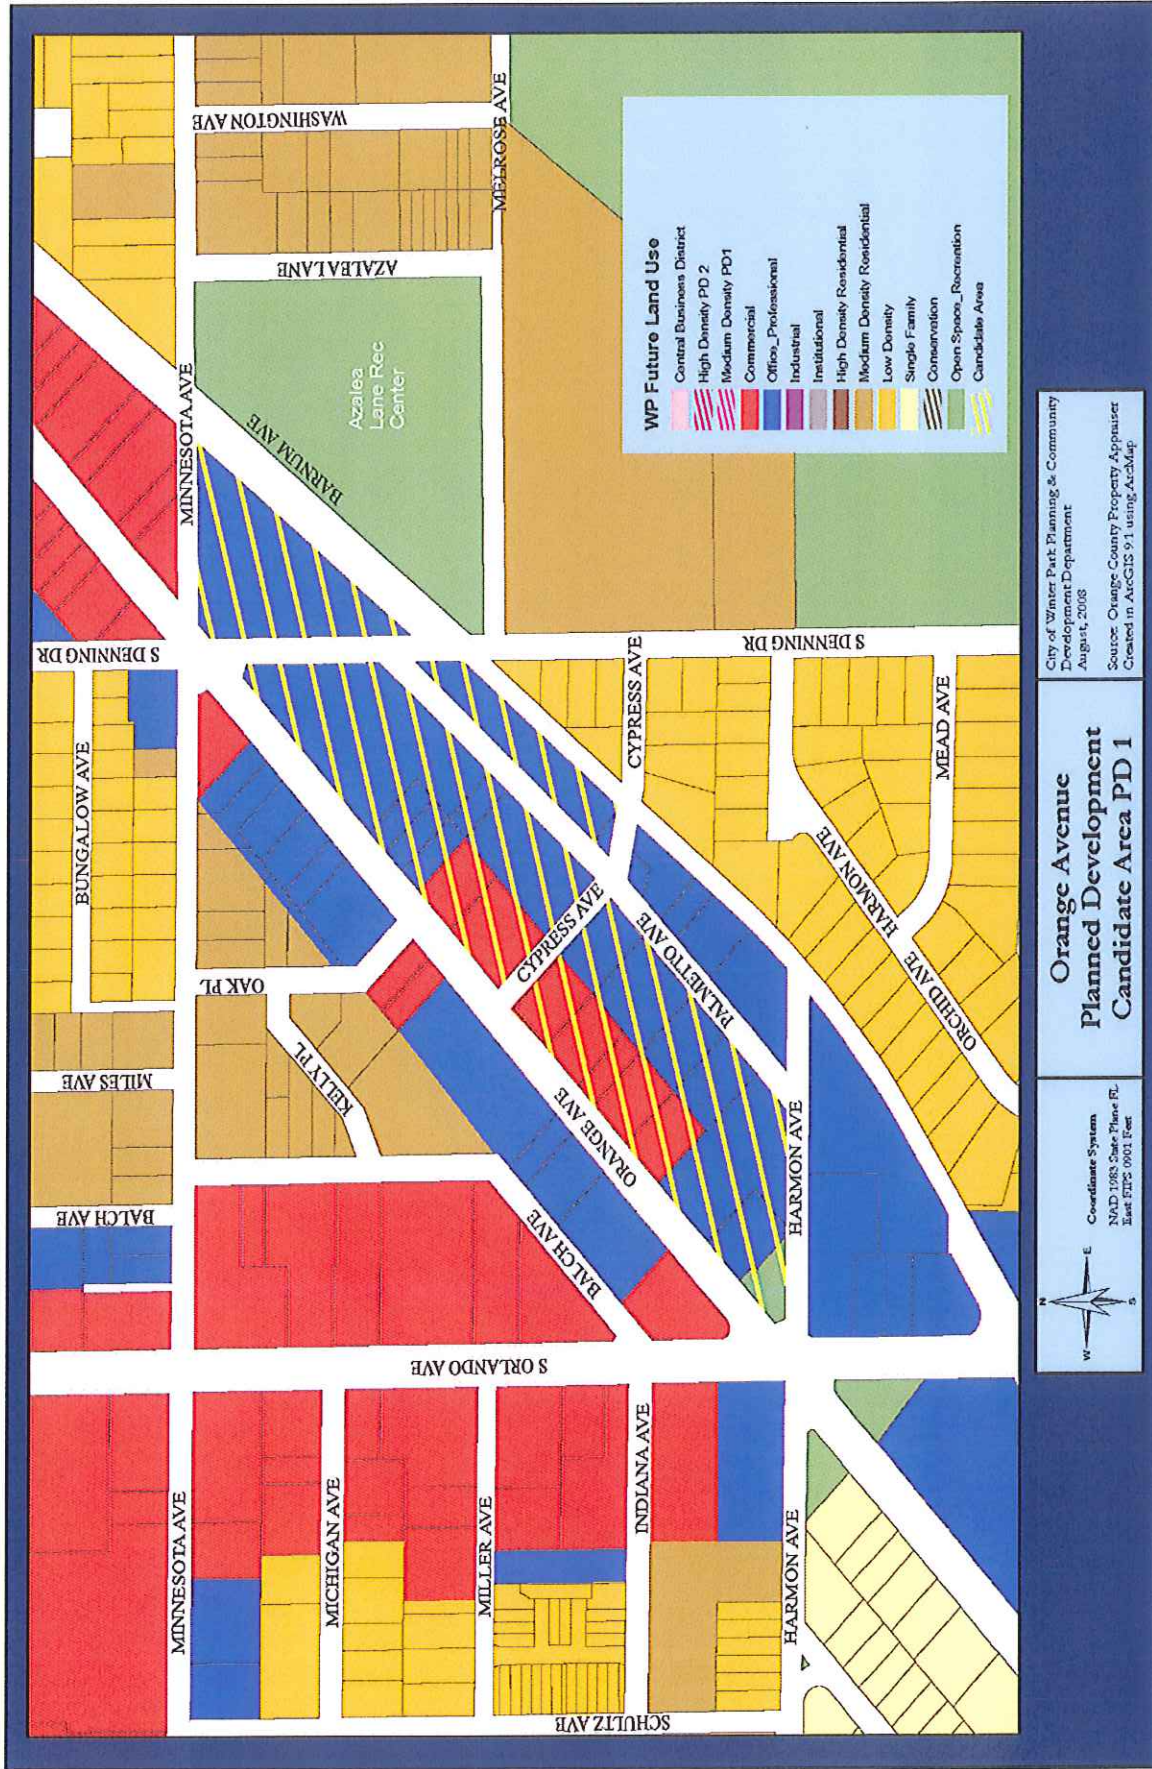 MINNESOTA AVE
MICHIGAN AVE
MILLER AVE
INDIANA AVE
HARMON AVE
SCHULTZ AVE
S ORLANDO AVE
BALCH AVE
MILES AVE
BUNGALOW AVE
S DENNING DR
MINNESOTA AVE
OAK PL
KELLY PL
BALCH AVE
ORANGE AVE
CYPRESS AVE
PALMETTO AVE
HARMON AVE
BARNUM AVE
Azalea
Lane Rec
Center
AZALEA LANE
WASHINGTON AVE
MELROSE AVE
CYPRESS AVE
S DENNING DR
HARMON AVE
ORCHID AVE
MEAD AVE
WP Future Land Use
Central Business District
High Density PD 2
Medium Density PD1
Commercial
Office_Professional
Industrial
Institutional
High Density Residential
Medium Density Residential
Low Density
Single Family
Conservation
Open Space_Recreation
Candidate Area
N
W
E
S
Coordinate System
NAD 1983 State Plane FL
East FIPS 0901 Feet
Orange Avenue
Planned Development
Candidate Area PD 1
City of Winter Park Planning & Community
Development Department
August, 2008
Source: Orange County Property Appraiser
Created in ArcGIS 9.1 using ArcMap